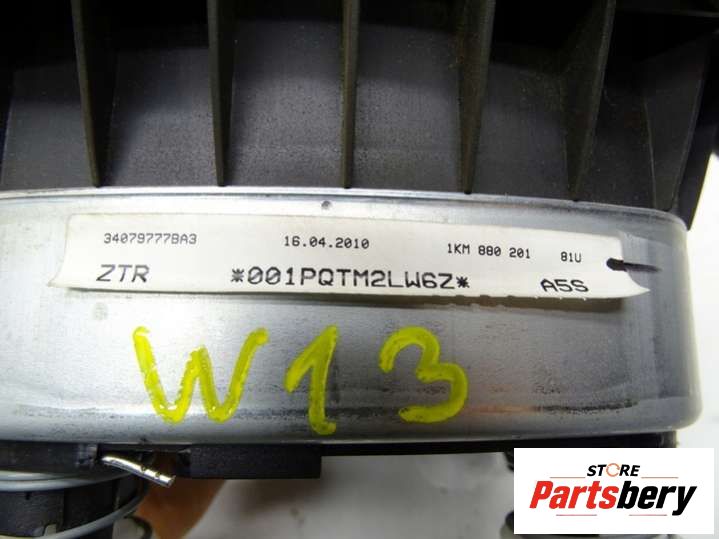 34079777BA3 16.04.2010 1KM 880 201 81U
ZTR *001PQTM2LW6Z* A5S
W13
STORE
Partsbery